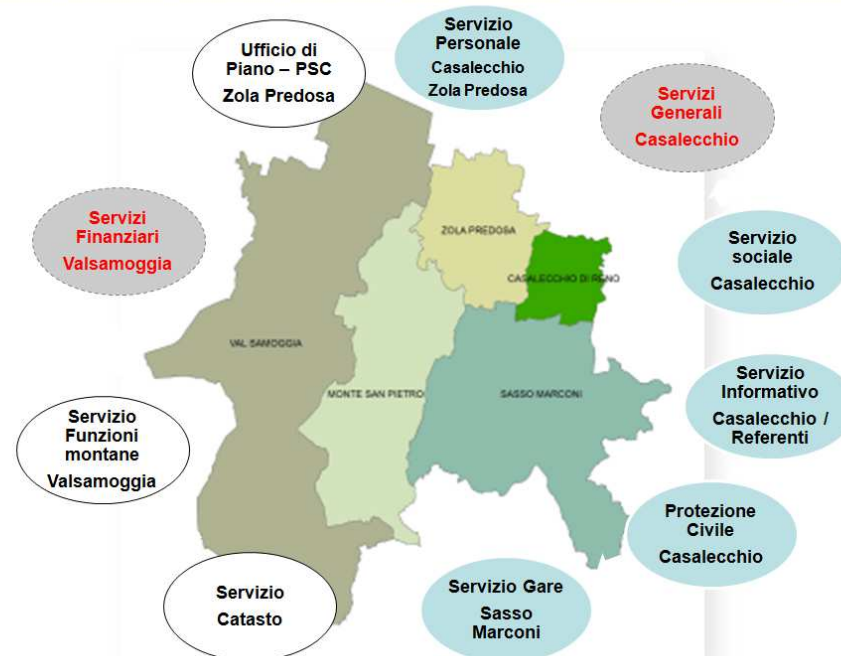 Ufficio di
Piano – PSC
Zola Predosa
Servizio
Personale
Casalecchio
Zola Predosa
Servizi
Generali
Casalecchio
Servizi
Finanziari
Valsamoggia
ZOLA PREDOSA
CASALECCHIO DI RENO
Servizio
sociale
Casalecchio
VAL SAMOGGIA
MONTE SAN PIETRO
SASSO MARCONI
Servizio
Informativo
Casalecchio /
Referenti
Servizio
Funzioni
montane
Valsamoggia
Protezione
Civile
Casalecchio
Servizio
Catasto
Servizio Gare
Sasso
Marconi